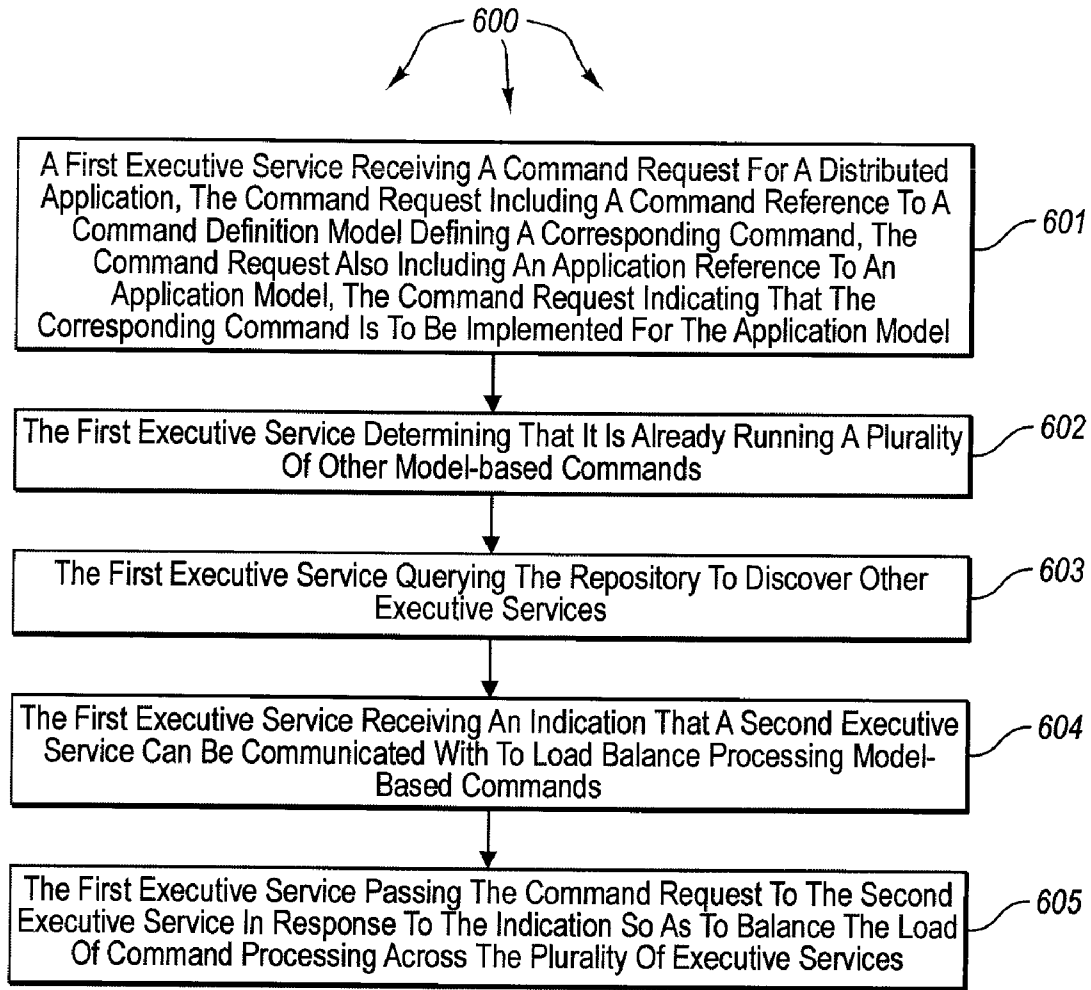 600
A First Executive Service Receiving A Command Request For A Distributed
Application, The Command Request Including A Command Reference To A
Command Definition Model Defining A Corresponding Command, The
Command Request Also Including An Application Reference To An
Application Model, The Command Request Indicating That The
Corresponding Command Is To Be Implemented For The Application Model
601
The First Executive Service Determining That It Is Already Running A Plurality
Of Other Model-based Commands
602
The First Executive Service Querying The Repository To Discover Other
Executive Services
603
The First Executive Service Receiving An Indication That A Second Executive
Service Can Be Communicated With To Load Balance Processing Model-
Based Commands
604
The First Executive Service Passing The Command Request To The Second
Executive Service In Response To The Indication So As To Balance The Load
Of Command Processing Across The Plurality Of Executive Services
605